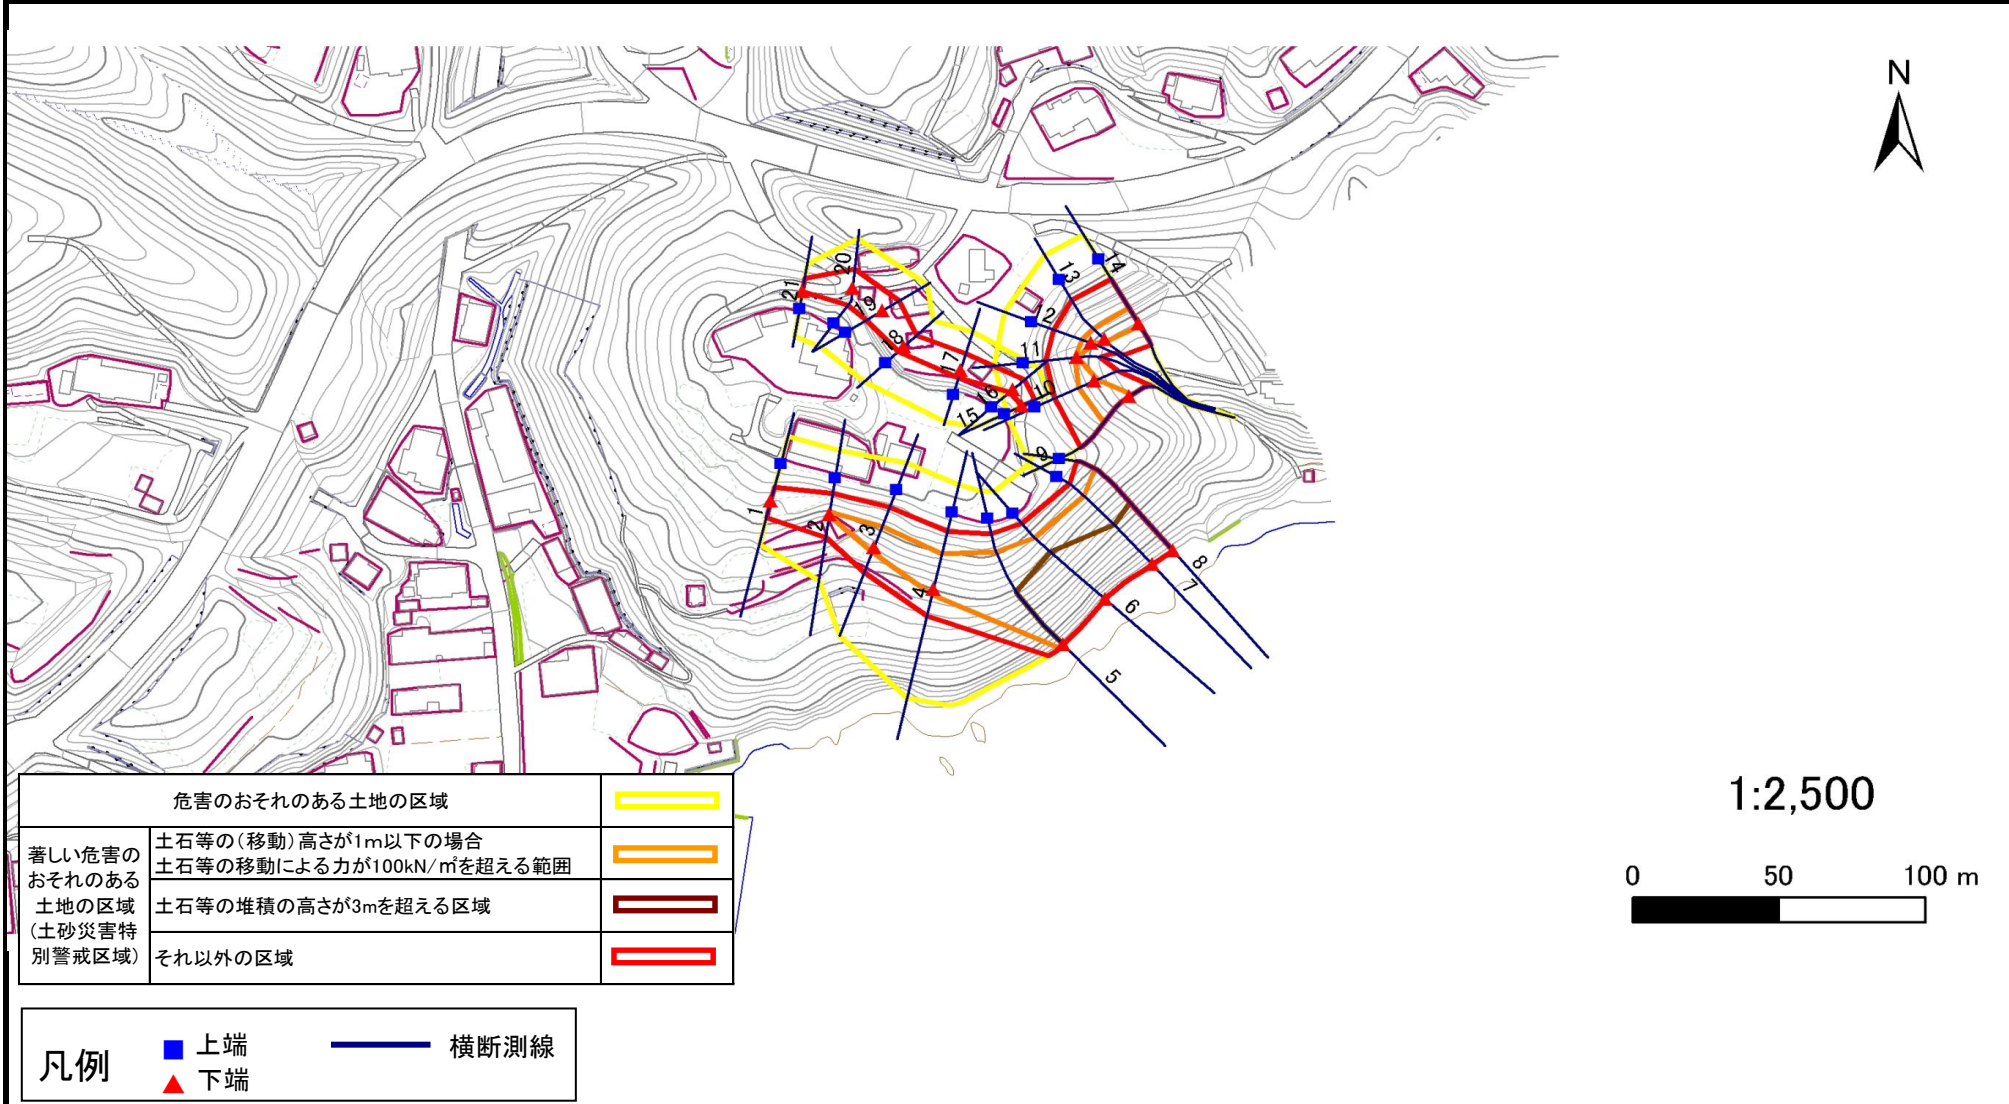 N
20
13
14
21
19
12
18
17
11
16
10
15
9
1
2
3
4
8
7
6
5
危害のおそれのある土地の区域
著しい危害の
おそれのある
土地の区域
(土砂災害特
別警戒区域)
土石等の(移動)高さが1m以下の場合
土石等の移動による力が100kN/㎡を超える範囲
土石等の堆積の高さが3mを超える区域
それ以外の区域
1:2,500
0 50 100 m
凡例
上端
下端
横断測線